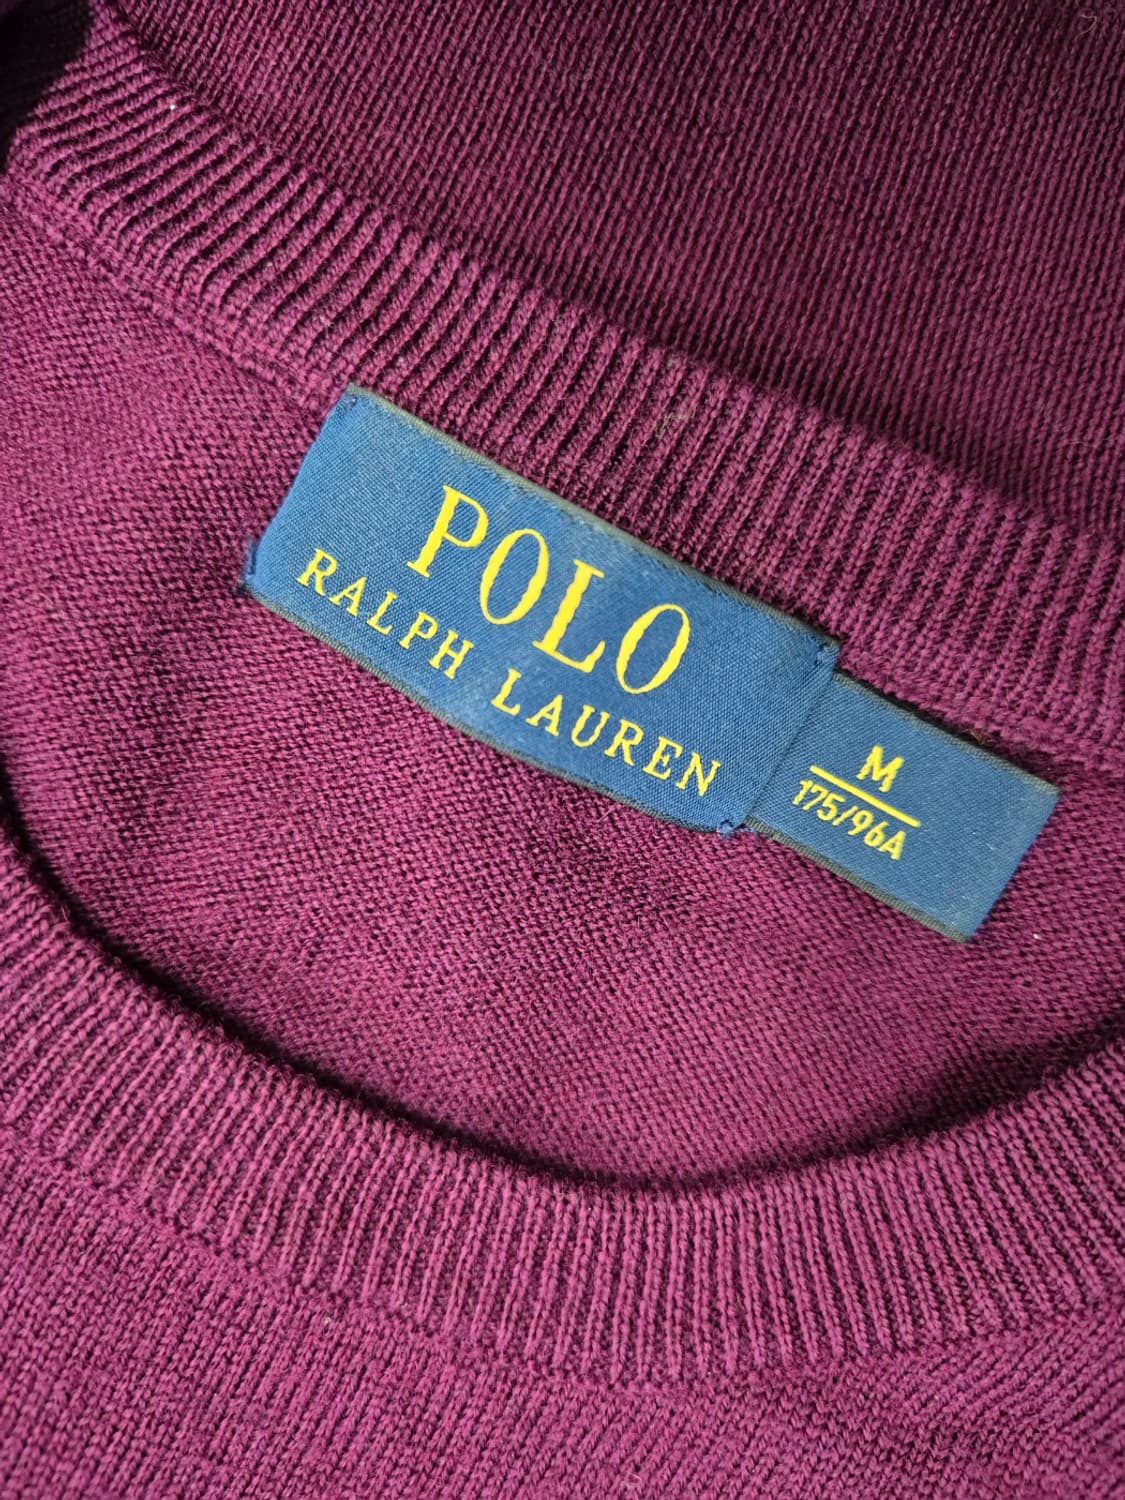 POLO
RALPH LAUREN
M
175/96A